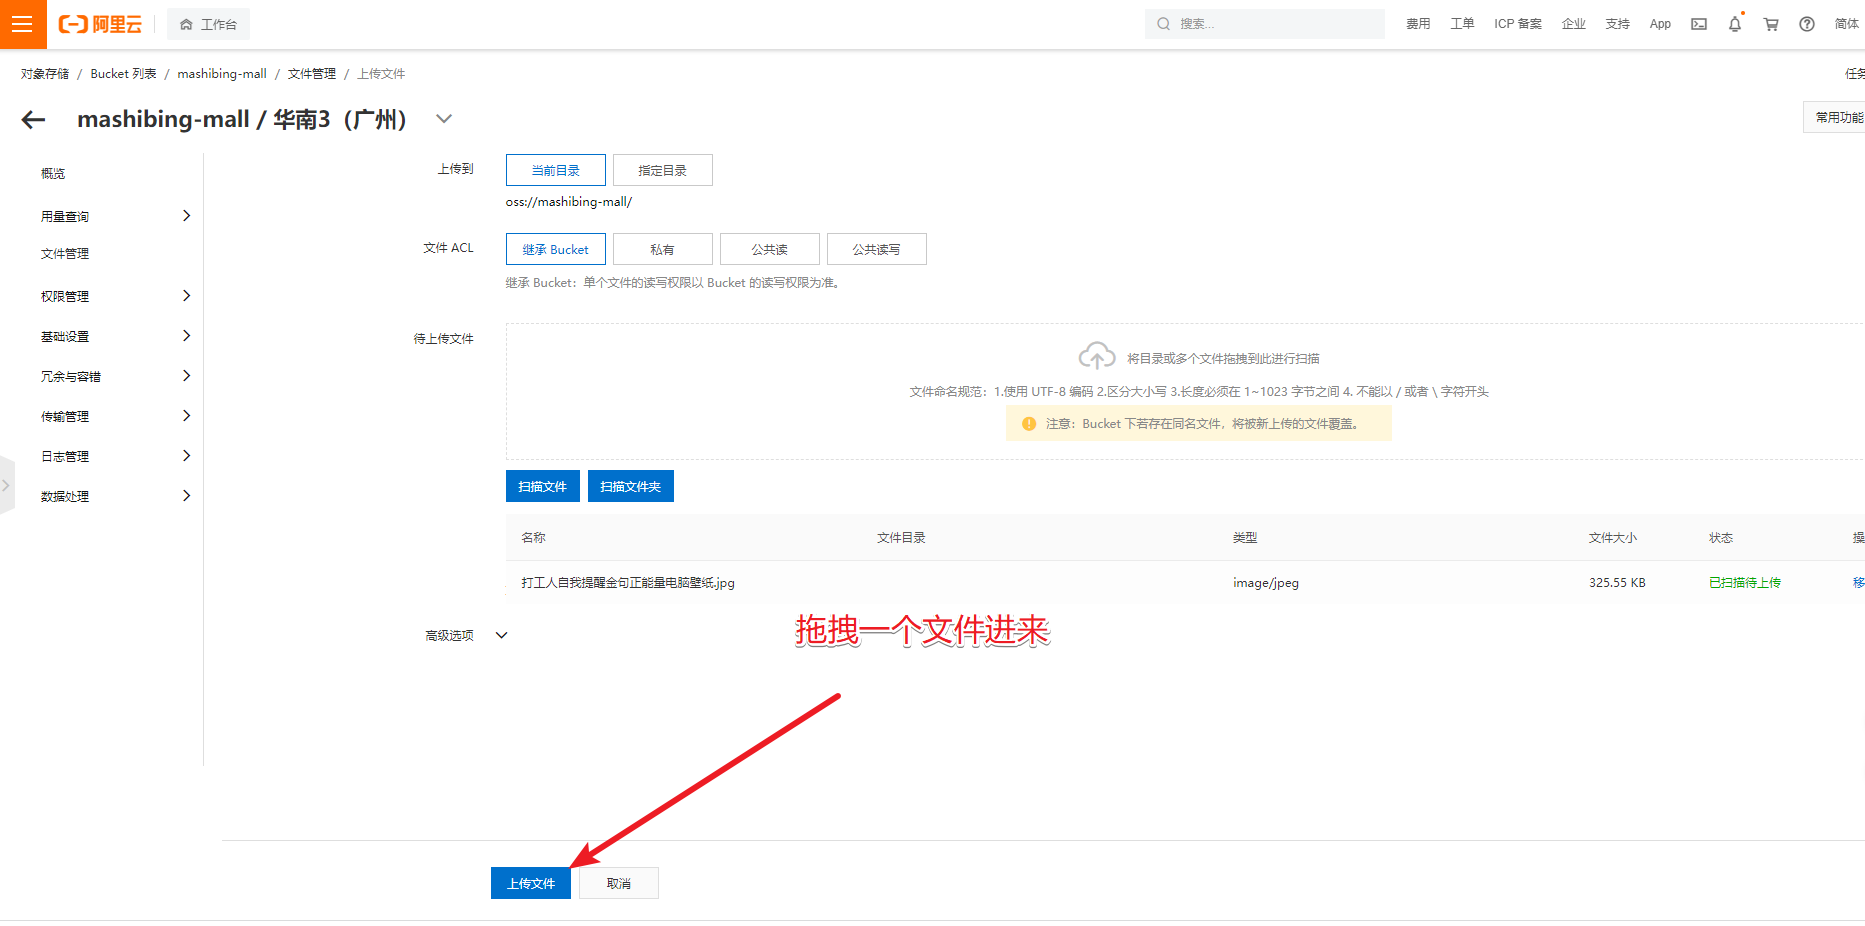 阿里云
工作台
搜索...
费用
工单
ICP 备案
企业
支持
App
简体
对象存储 / Bucket 列表 / mashibing-mall / 文件管理 / 上传文件
任务
mashibing-mall / 华南3（广州）
常用功能
概览
用量查询
文件管理
权限管理
基础设置
冗余与容错
传输管理
日志管理
数据处理
上传到
当前目录
指定目录
oss://mashibing-mall/
文件 ACL
继承 Bucket
私有
公共读
公共读写
继承 Bucket：单个文件的读写权限以 Bucket 的读写权限为准。
待上传文件
将目录或多个文件拖拽到此进行扫描
文件命名规范：1.使用 UTF-8 编码 2.区分大小写 3.长度必须在 1~1023 字节之间 4. 不能以 / 或者 \ 字符开头
注意：Bucket 下若存在同名文件，将被新上传的文件覆盖。
扫描文件
扫描文件夹
名称
文件目录
类型
文件大小
状态
操
打工人自我提醒金句正能量电脑壁纸.jpg
image/jpeg
325.55 KB
已扫描待上传
移
拖拽一个文件进来
高级选项
上传文件
取消